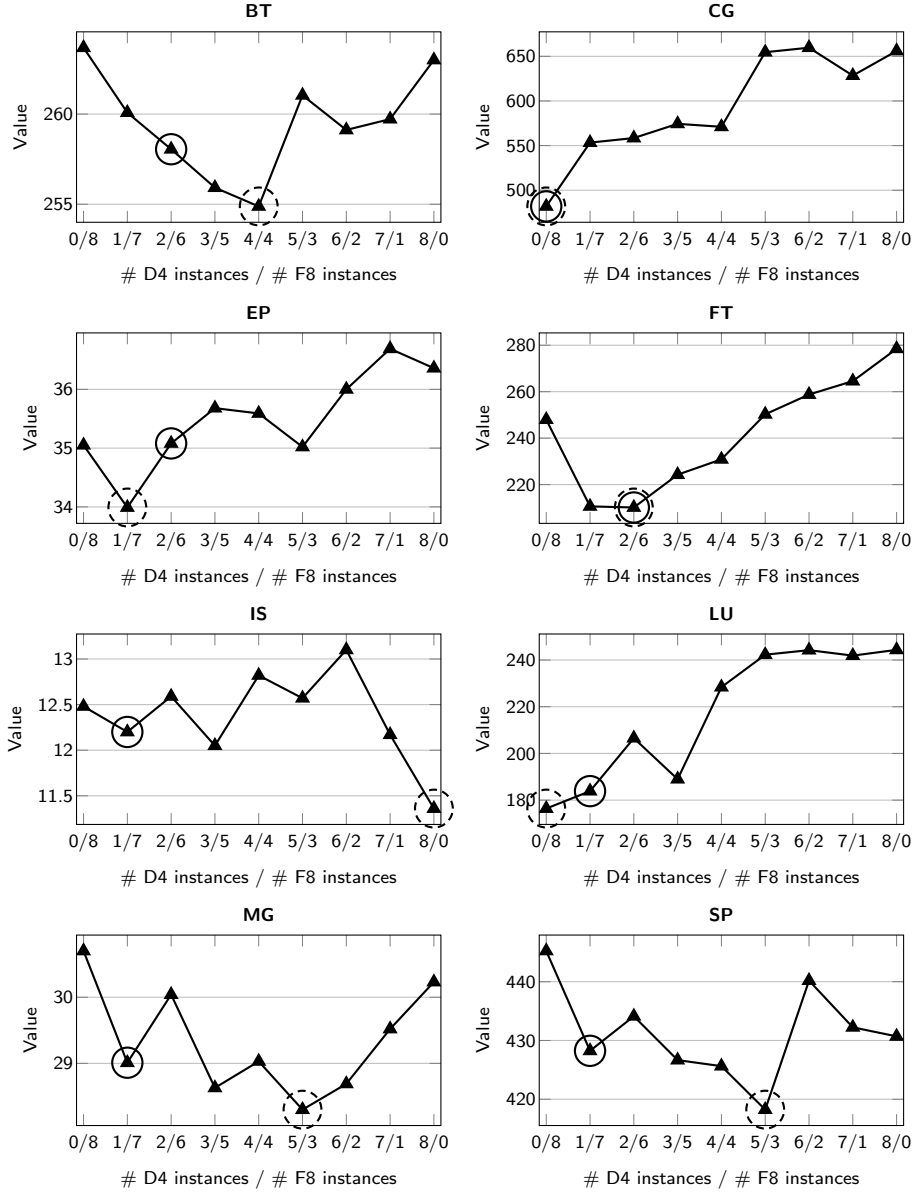 BT
Value
260
255
0/8 1/7 2/6 3/5 4/4 5/3 6/2 7/1 8/0
# D4 instances / # F8 instances
CG
Value
650
600
550
500
0/8 1/7 2/6 3/5 4/4 5/3 6/2 7/1 8/0
# D4 instances / # F8 instances
EP
Value
36
35
34
0/8 1/7 2/6 3/5 4/4 5/3 6/2 7/1 8/0
# D4 instances / # F8 instances
FT
Value
280
260
240
220
0/8 1/7 2/6 3/5 4/4 5/3 6/2 7/1 8/0
# D4 instances / # F8 instances
IS
Value
13
12.5
12
11.5
0/8 1/7 2/6 3/5 4/4 5/3 6/2 7/1 8/0
# D4 instances / # F8 instances
LU
Value
240
220
200
180
0/8 1/7 2/6 3/5 4/4 5/3 6/2 7/1 8/0
# D4 instances / # F8 instances
MG
Value
30
29
0/8 1/7 2/6 3/5 4/4 5/3 6/2 7/1 8/0
# D4 instances / # F8 instances
SP
Value
440
430
420
0/8 1/7 2/6 3/5 4/4 5/3 6/2 7/1 8/0
# D4 instances / # F8 instances